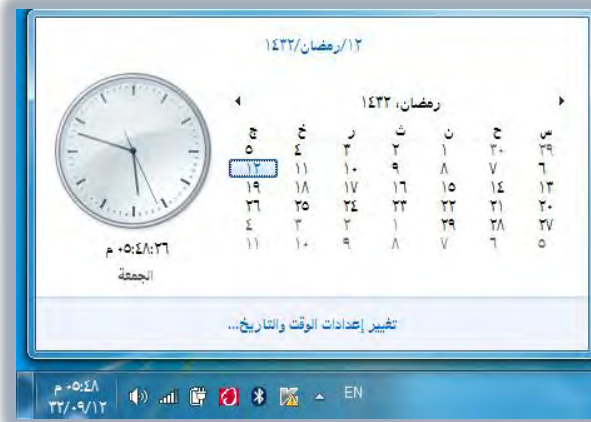 ١٢/رمضان/١٤٣٢
رمضان، ١٤٣٢
س ح ن ث ر خ ج
٢٩ ٣٠ ١ ٢ ٣ ٤ ٥
٦ ٧ ٨ ٩ ١٠ ١١ ١٢
١٣ ١٤ ١٥ ١٦ ١٧ ١٨ ١٩
٢٠ ٢١ ٢٢ ٢٣ ٢٤ ٢٥ ٢٦
٢٧ ٢٨ ٢٩ ١ ٢ ٣ ٤
٥ ٦ ٧ ٨ ٩ ١٠ ١١
٠٥:٤٨:٢٦ م
الجمعة
تغيير إعدادات الوقت والتاريخ...
EN
٠٥:٤٨ م
٣٢/٠٩/١٢